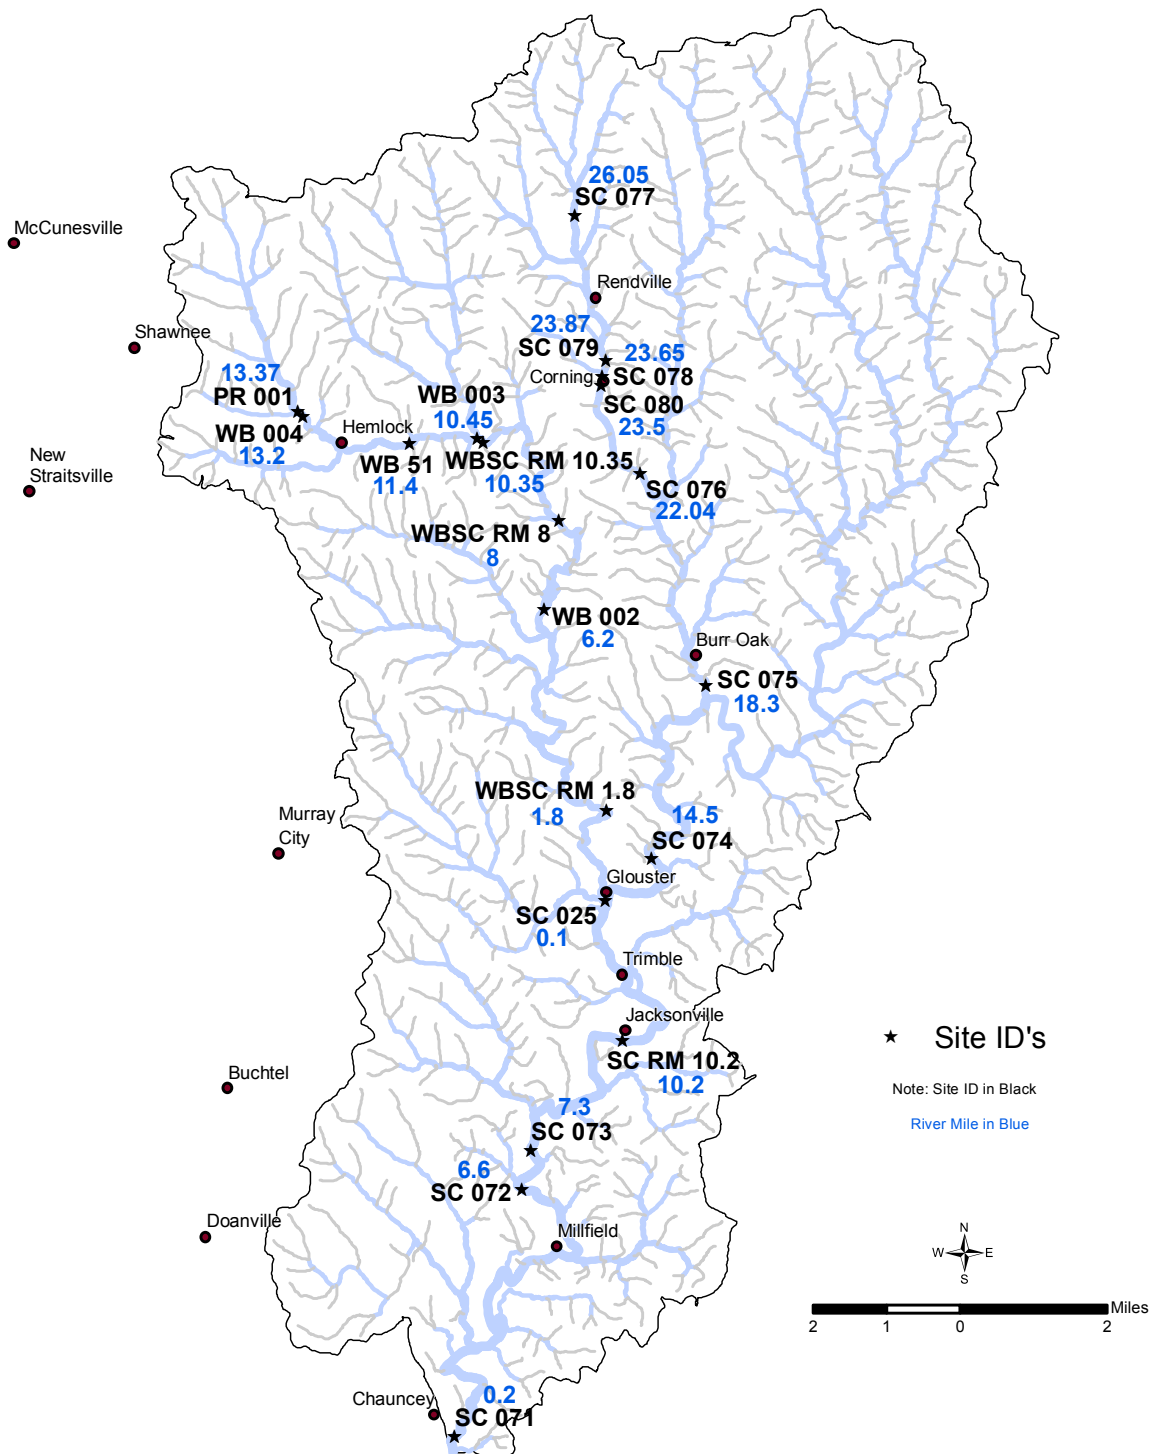 26.05
SC 077
McCunesville
Rendville
Shawnee
23.87
SC 079
23.65
Corning
SC 078
13.37
PR 001
WB 003
10.45
SC 080
23.5
Hemlock
WB 004
13.2
WB 51
11.4
WBSC RM 10.35
10.35
New
Straitsville
SC 076
22.04
WBSC RM 8
8
WB 002
6.2
Burr Oak
SC 075
18.3
WBSC RM 1.8
1.8
14.5
SC 074
Murray
City
Glouster
SC 025
0.1
Trimble
Jacksonville
SC RM 10.2
10.2
Site ID's
Note: Site ID in Black
River Mile in Blue
Buchtel
7.3
SC 073
6.6
SC 072
Doanville
Millfield
N
W E
S
Miles
2 1 0 2
Chauncey
0.2
SC 071